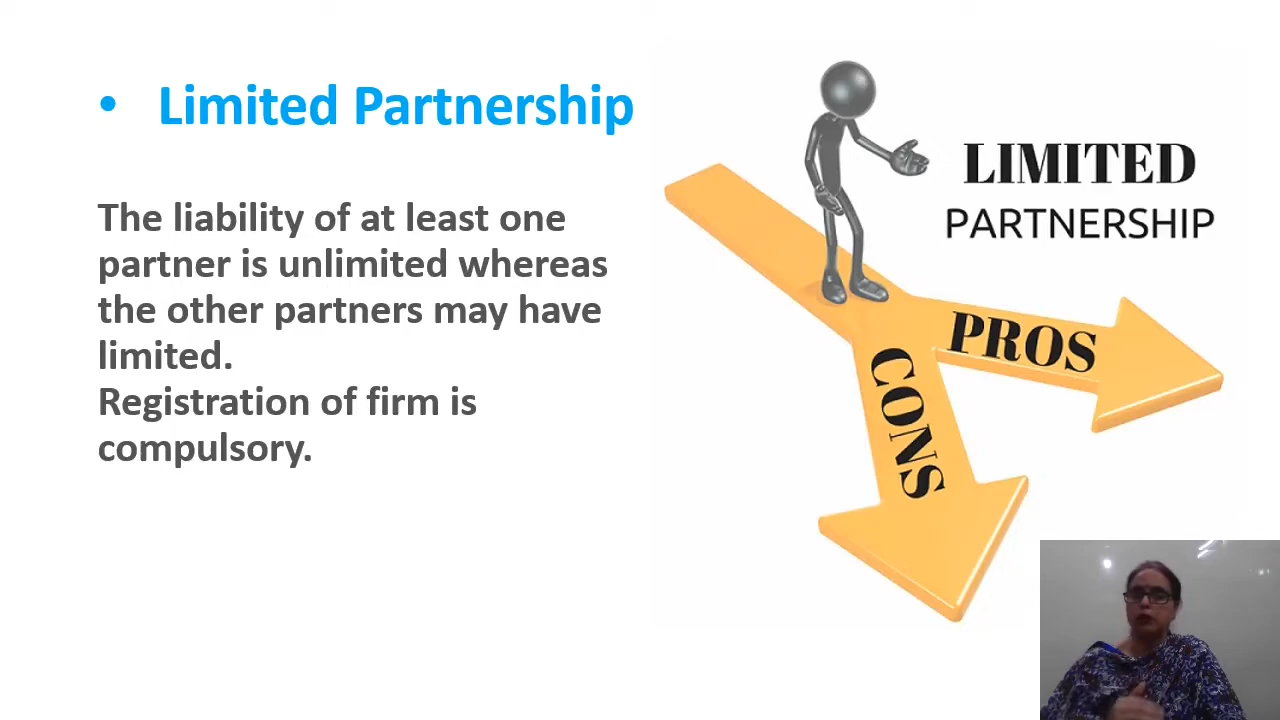 • Limited Partnership
The liability of at least one
partner is unlimited whereas
the other partners may have
limited.
Registration of firm is
compulsory.
LIMITED
PARTNERSHIP
PROS
CONS